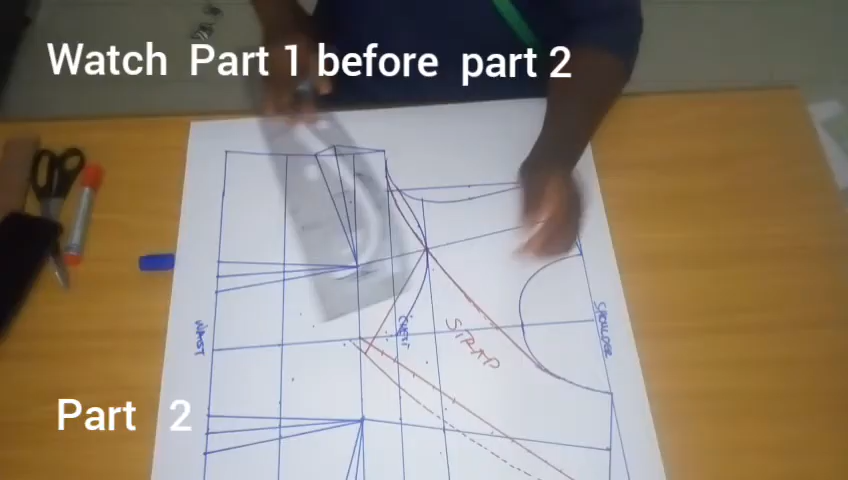 Watch Part 1 before part 2
SHOULDER
CHEST
STRAP
WAIST
Part 2